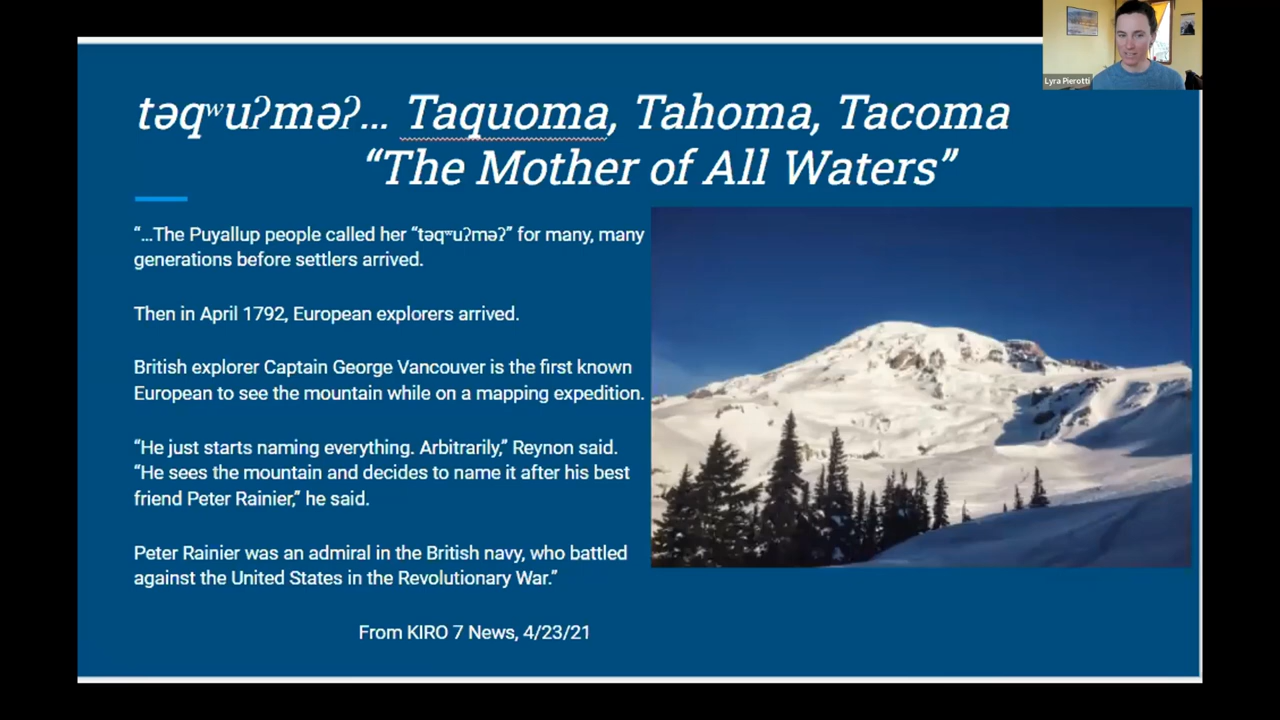 Lyra Pierotti
təqʷuʔməʔ... Taquoma, Tahoma, Tacoma
“The Mother of All Waters”
“...The Puyallup people called her “təqʷuʔməʔ” for many, many
generations before settlers arrived.
Then in April 1792, European explorers arrived.
British explorer Captain George Vancouver is the first known
European to see the mountain while on a mapping expedition.
“He just starts naming everything. Arbitrarily,” Reynon said.
“He sees the mountain and decides to name it after his best
friend Peter Rainier,” he said.
Peter Rainier was an admiral in the British navy, who battled
against the United States in the Revolutionary War.”
From KIRO 7 News, 4/23/21